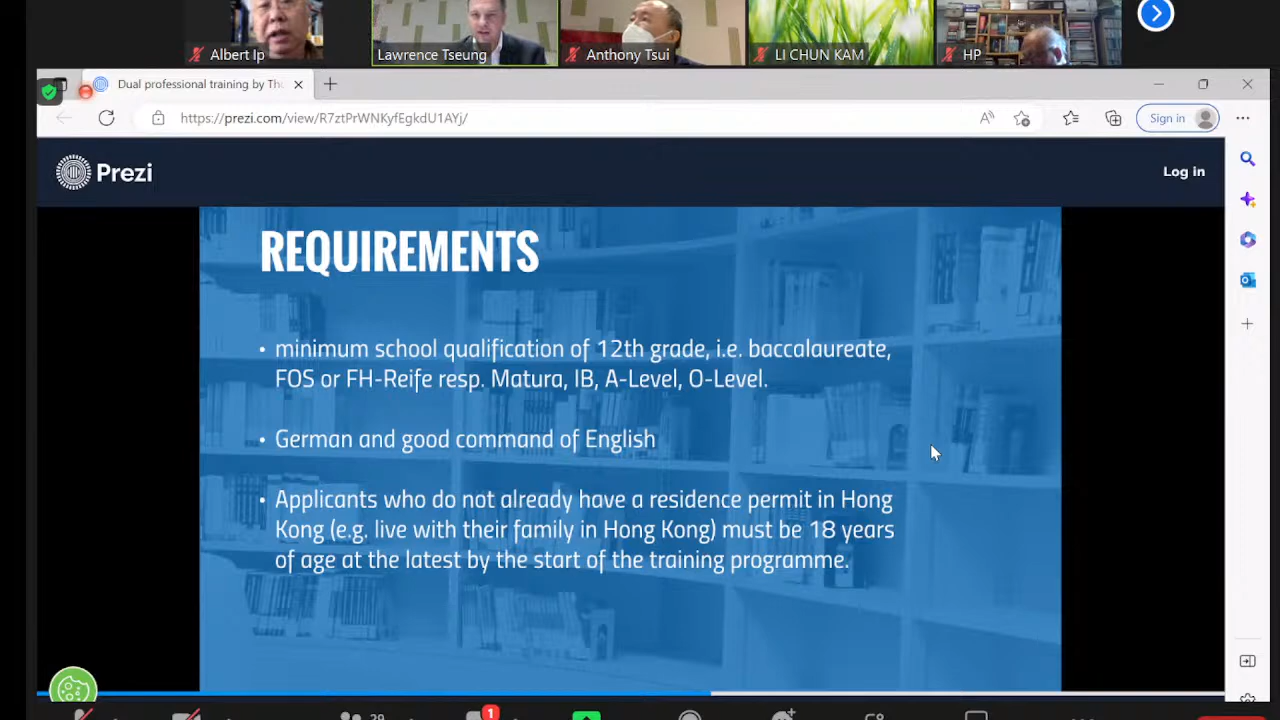 Albert Ip
Lawrence Tseung
Anthony Tsui
LI CHUN KAM
HP
Dual professional training by Th
https://prezi.com/view/R7ztPrWNKyfEgkdU1AYj/
Sign in
Prezi
Log in
REQUIREMENTS
• minimum school qualification of 12th grade, i.e. baccalaureate,
FOS or FH-Reife resp. Matura, IB, A-Level, O-Level.
• German and good command of English
• Applicants who do not already have a residence permit in Hong
Kong (e.g. live with their family in Hong Kong) must be 18 years
of age at the latest by the start of the training programme.
29
1